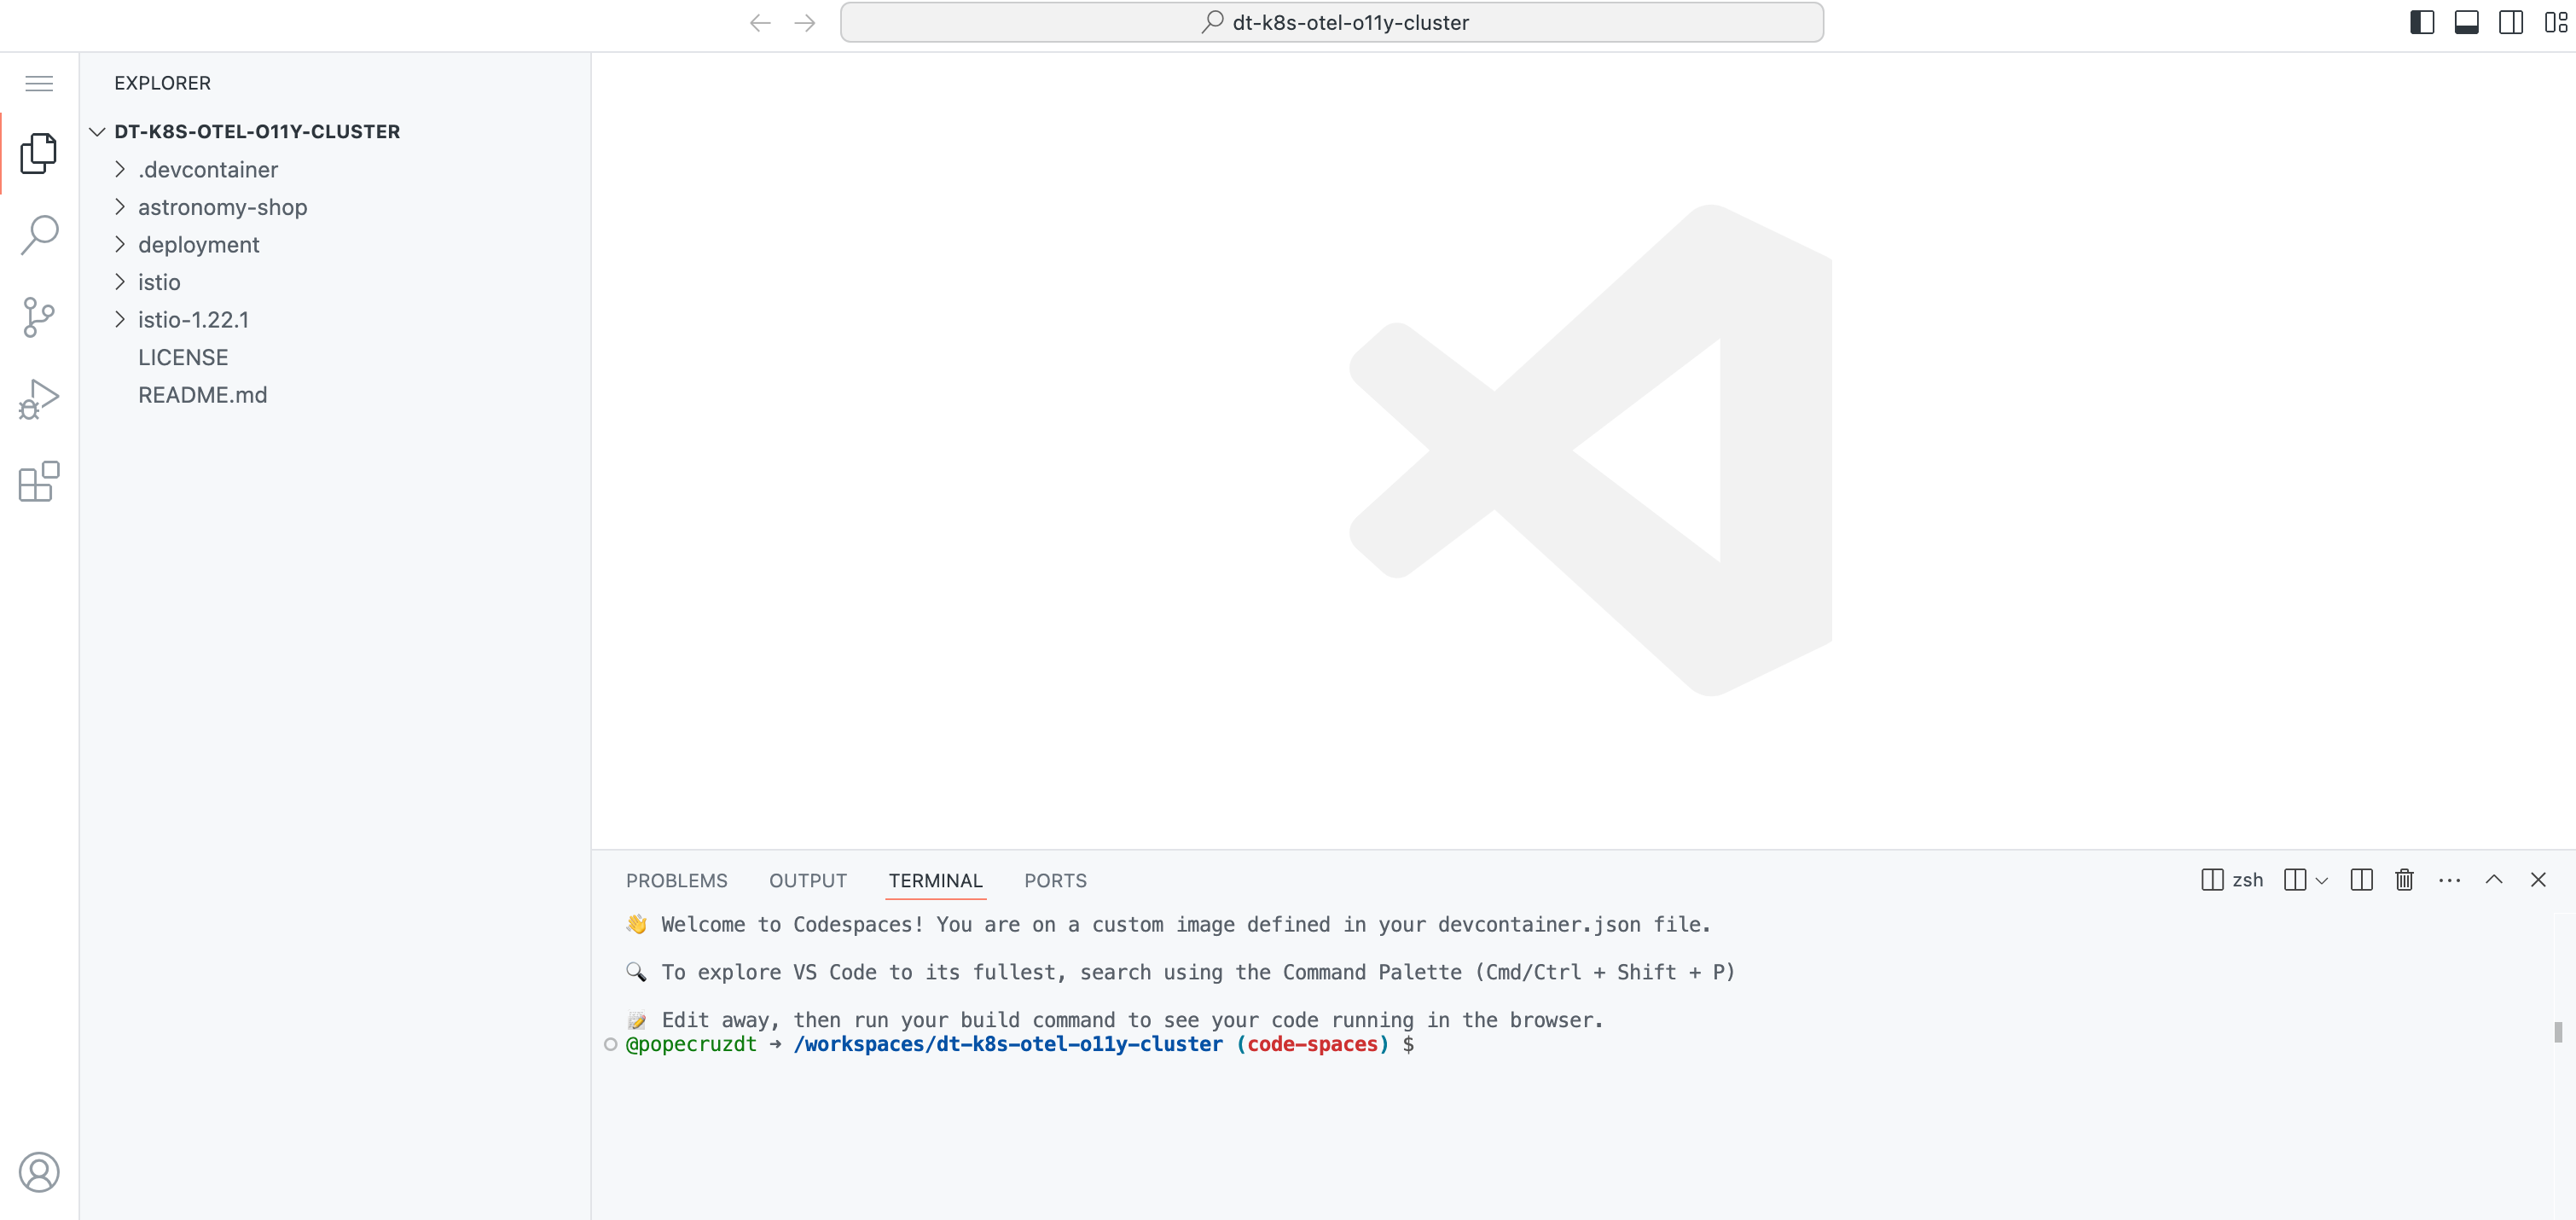 dt-k8s-otel-o11y-cluster
EXPLORER
DT-K8S-OTEL-O11Y-CLUSTER
.devcontainer
astronomy-shop
deployment
istio
istio-1.22.1
LICENSE
README.md
PROBLEMS OUTPUT TERMINAL PORTS
zsh
👋 Welcome to Codespaces! You are on a custom image defined in your devcontainer.json file.
🔍 To explore VS Code to its fullest, search using the Command Palette (Cmd/Ctrl + Shift + P)
📝 Edit away, then run your build command to see your code running in the browser.
@popecruzdt ➜ /workspaces/dt-k8s-otel-o11y-cluster (code-spaces) $